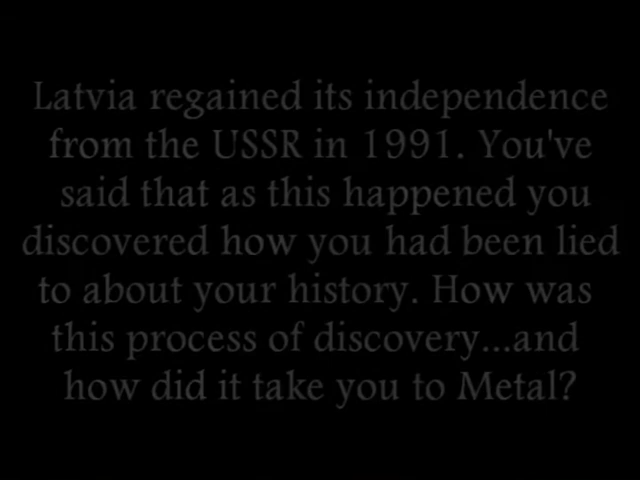 Latvia regained its independence
from the USSR in 1991. You've
said that as this happened you
discovered how you had been lied
to about your history. How was
this process of discovery...and
how did it take you to Metal?